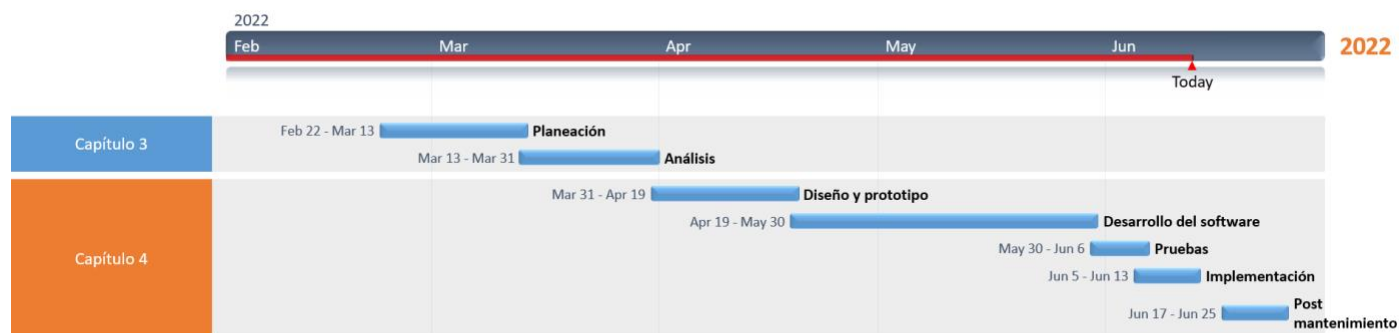 2022
Feb Mar Apr May Jun 2022
Today
Capítulo 3
Feb 22 - Mar 13 Planeación
Mar 13 - Mar 31 Análisis
Capítulo 4
Mar 31 - Apr 19 Diseño y prototipo
Apr 19 - May 30 Desarrollo del software
May 30 - Jun 6 Pruebas
Jun 5 - Jun 13 Implementación
Jun 17 - Jun 25 Post
mantenimiento